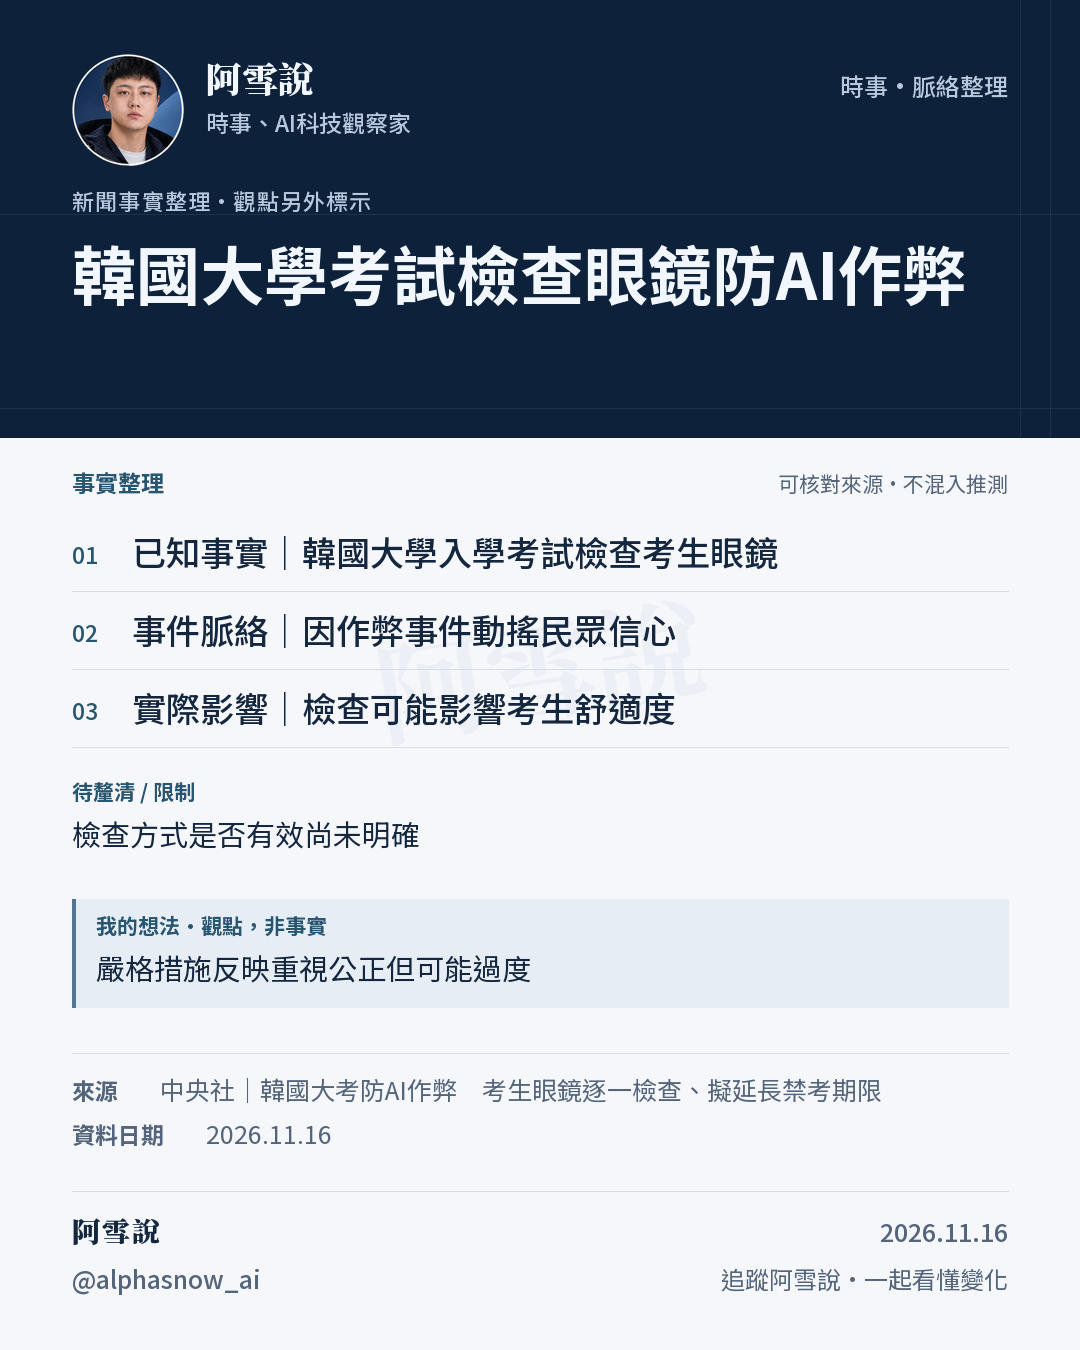 阿雪說
時事、AI科技觀察家
時事・脈絡整理
新聞事實整理・觀點另外標示
韓國大學考試檢查眼鏡防AI作弊
事實整理
可核對來源・不混入推測
01 已知事實｜韓國大學入學考試檢查考生眼鏡
02 事件脈絡｜因作弊事件動搖民眾信心
03 實際影響｜檢查可能影響考生舒適度
阿雪說
待釐清 / 限制
檢查方式是否有效尚未明確
我的想法・觀點，非事實
嚴格措施反映重視公正但可能過度
來源 中央社｜韓國大考防AI作弊　考生眼鏡逐一檢查、擬延長禁考期限
資料日期 2026.11.16
阿雪說
2026.11.16
@alphasnow_ai
追蹤阿雪說・一起看懂變化